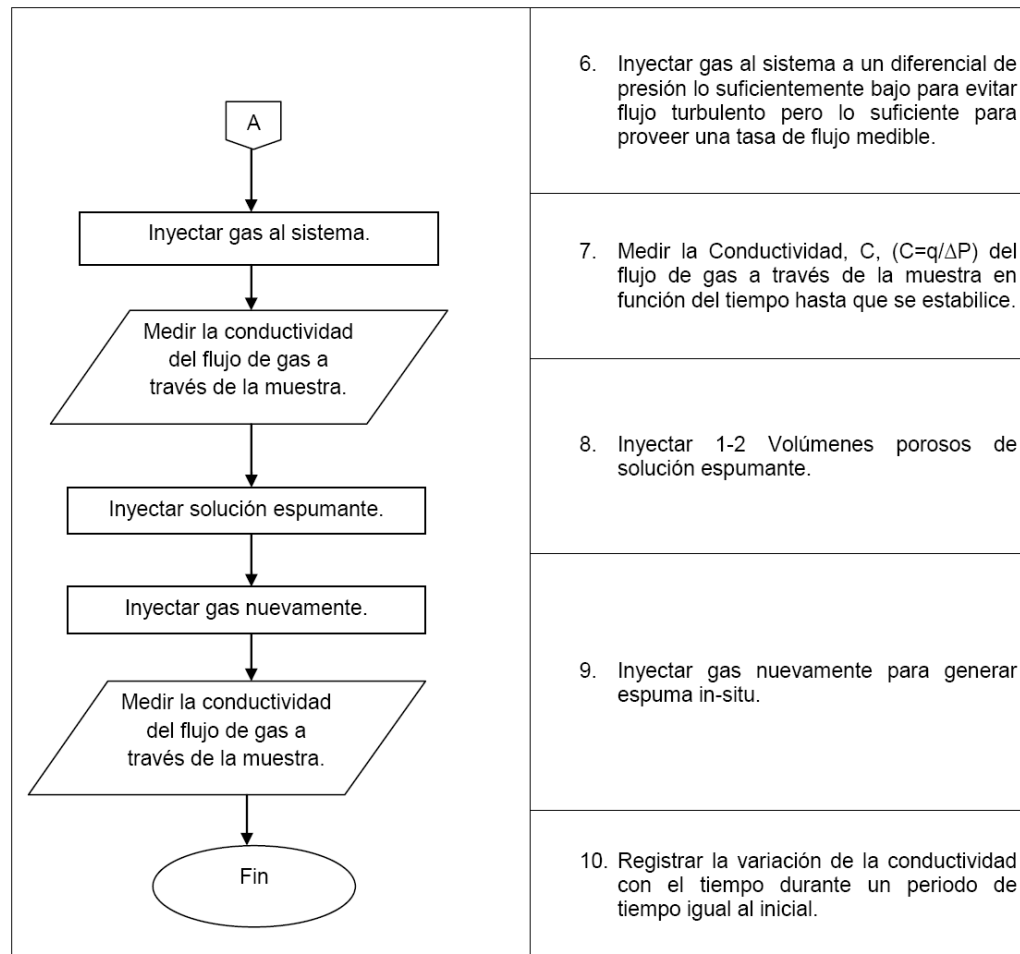 A
Inyectar gas al sistema.
Medir la conductividad
del flujo de gas a
través de la muestra.
Inyectar solución espumante.
Inyectar gas nuevamente.
Medir la conductividad
del flujo de gas a
través de la muestra.
Fin
6. Inyectar gas al sistema a un diferencial de
presión lo suficientemente bajo para evitar
flujo turbulento pero lo suficiente para
proveer una tasa de flujo medible.
7. Medir la Conductividad, C, (C=q/∆P) del
flujo de gas a través de la muestra en
función del tiempo hasta que se estabilice.
8. Inyectar 1-2 Volúmenes porosos de
solución espumante.
9. Inyectar gas nuevamente para generar
espuma in-situ.
10. Registrar la variación de la conductividad
con el tiempo durante un periodo de
tiempo igual al inicial.